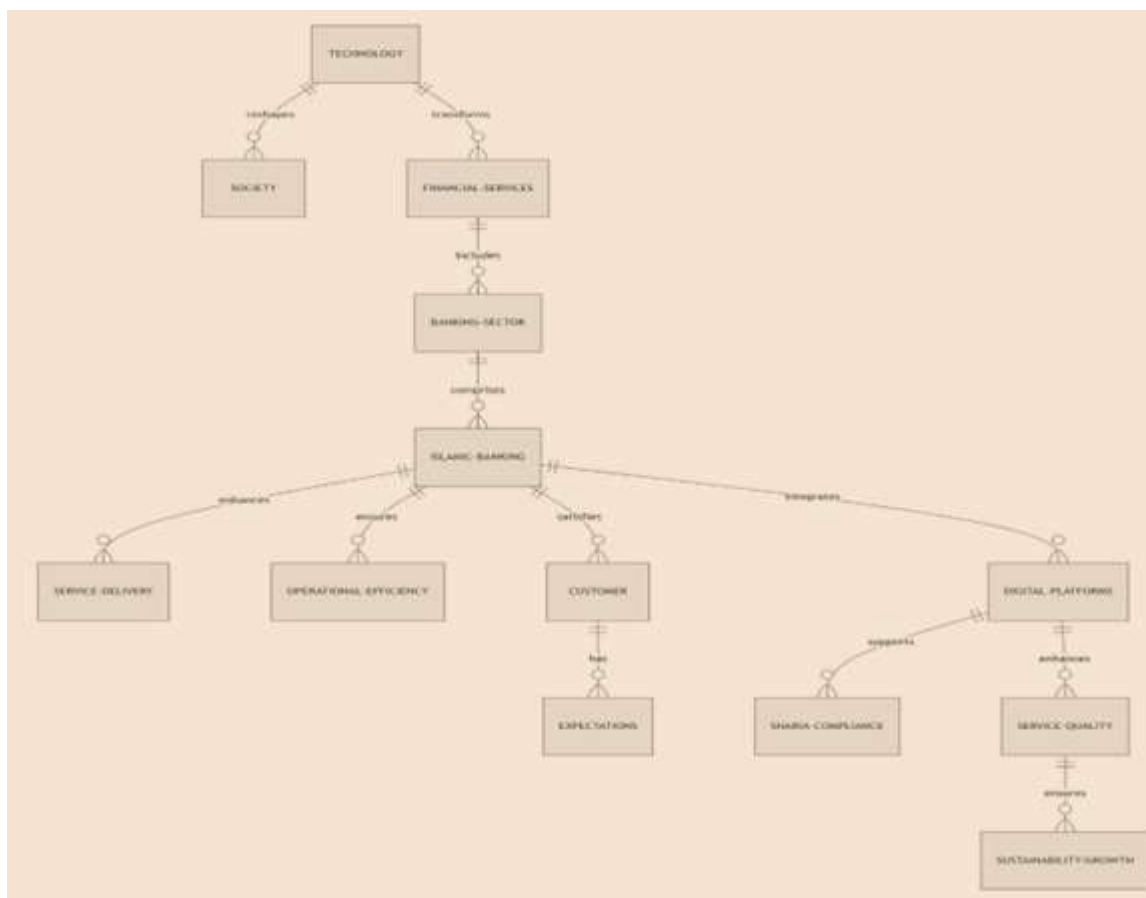 TECHNOLOGY
reshapes
transforms
SOCIETY
FINANCIAL-SERVICES
includes
BANKING-SECTOR
comprises
ISLAMIC-BANKING
enhances
ensures
satisfies
integrates
SERVICE-DELIVERY
OPERATIONAL-EFFICIENCY
CUSTOMER
DIGITAL-PLATFORMS
supports
has
enhances
EXPECTATIONS
SHARIA-COMPLIANCE
SERVICE-QUALITY
ensures
SUSTAINABILITY-GROWTH